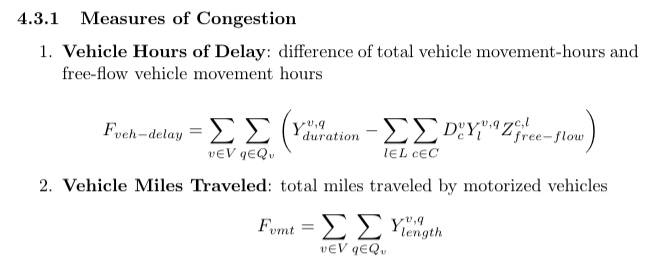 4.3.1 Measures of Congestion
1. Vehicle Hours of Delay: difference of total vehicle movement-hours and
free-flow vehicle movement hours
F_{veh-delay} = \sum_{v \in V} \sum_{q \in Q_v} \left( Y^{v,q}_{duration} - \sum_{l \in L} \sum_{c \in C} D^v_c Y^{v,q}_l Z^{c,l}_{free-flow} \right)
2. Vehicle Miles Traveled: total miles traveled by motorized vehicles
F_{vmt} = \sum_{v \in V} \sum_{q \in Q_v} Y^{v,q}_{length}